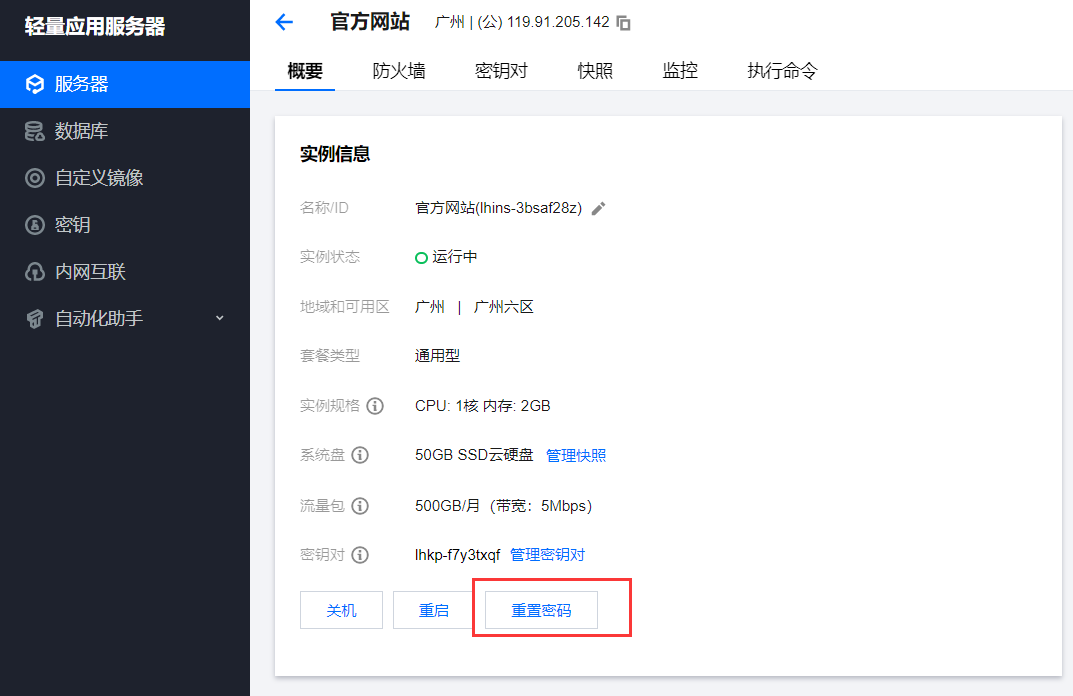 轻量应用服务器
服务器
数据库
自定义镜像
密钥
内网互联
自动化助手
官方网站 广州 | (公) 119.91.205.142
概要 防火墙 密钥对 快照 监控 执行命令
实例信息
名称/ID 官方网站(lhins-3bsaf28z)
实例状态 运行中
地域和可用区 广州 | 广州六区
套餐类型 通用型
实例规格 CPU: 1核 内存: 2GB
系统盘 50GB SSD云硬盘 管理快照
流量包 500GB/月（带宽：5Mbps）
密钥对 lhkp-f7y3txqf 管理密钥对
关机 重启 重置密码